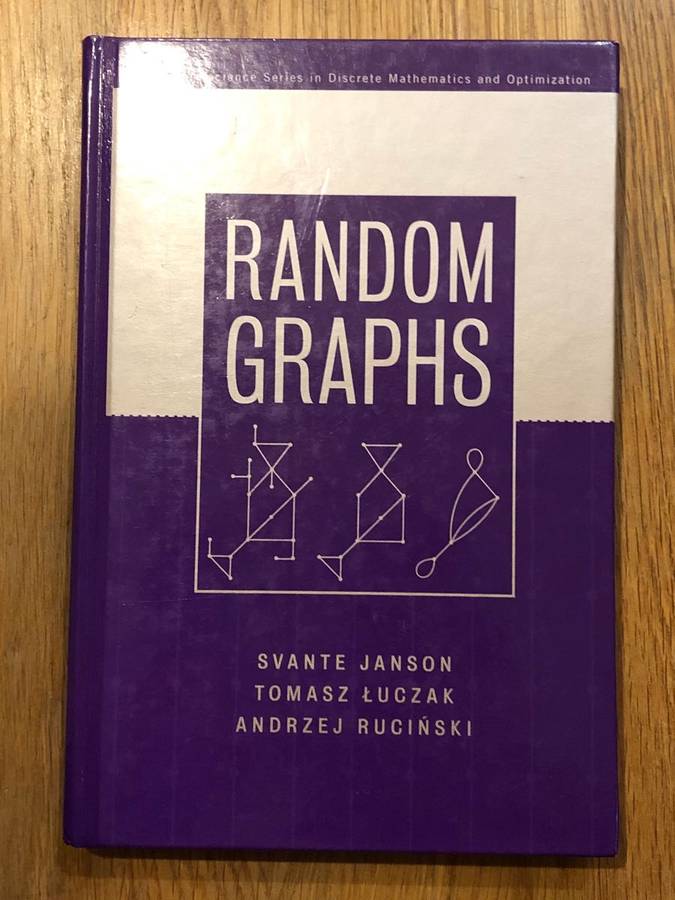 Series in Discrete Mathematics and Optimization
RANDOM
GRAPHS
SVANTE JANSON
TOMASZ ŁUCZAK
ANDRZEJ RUCIŃSKI